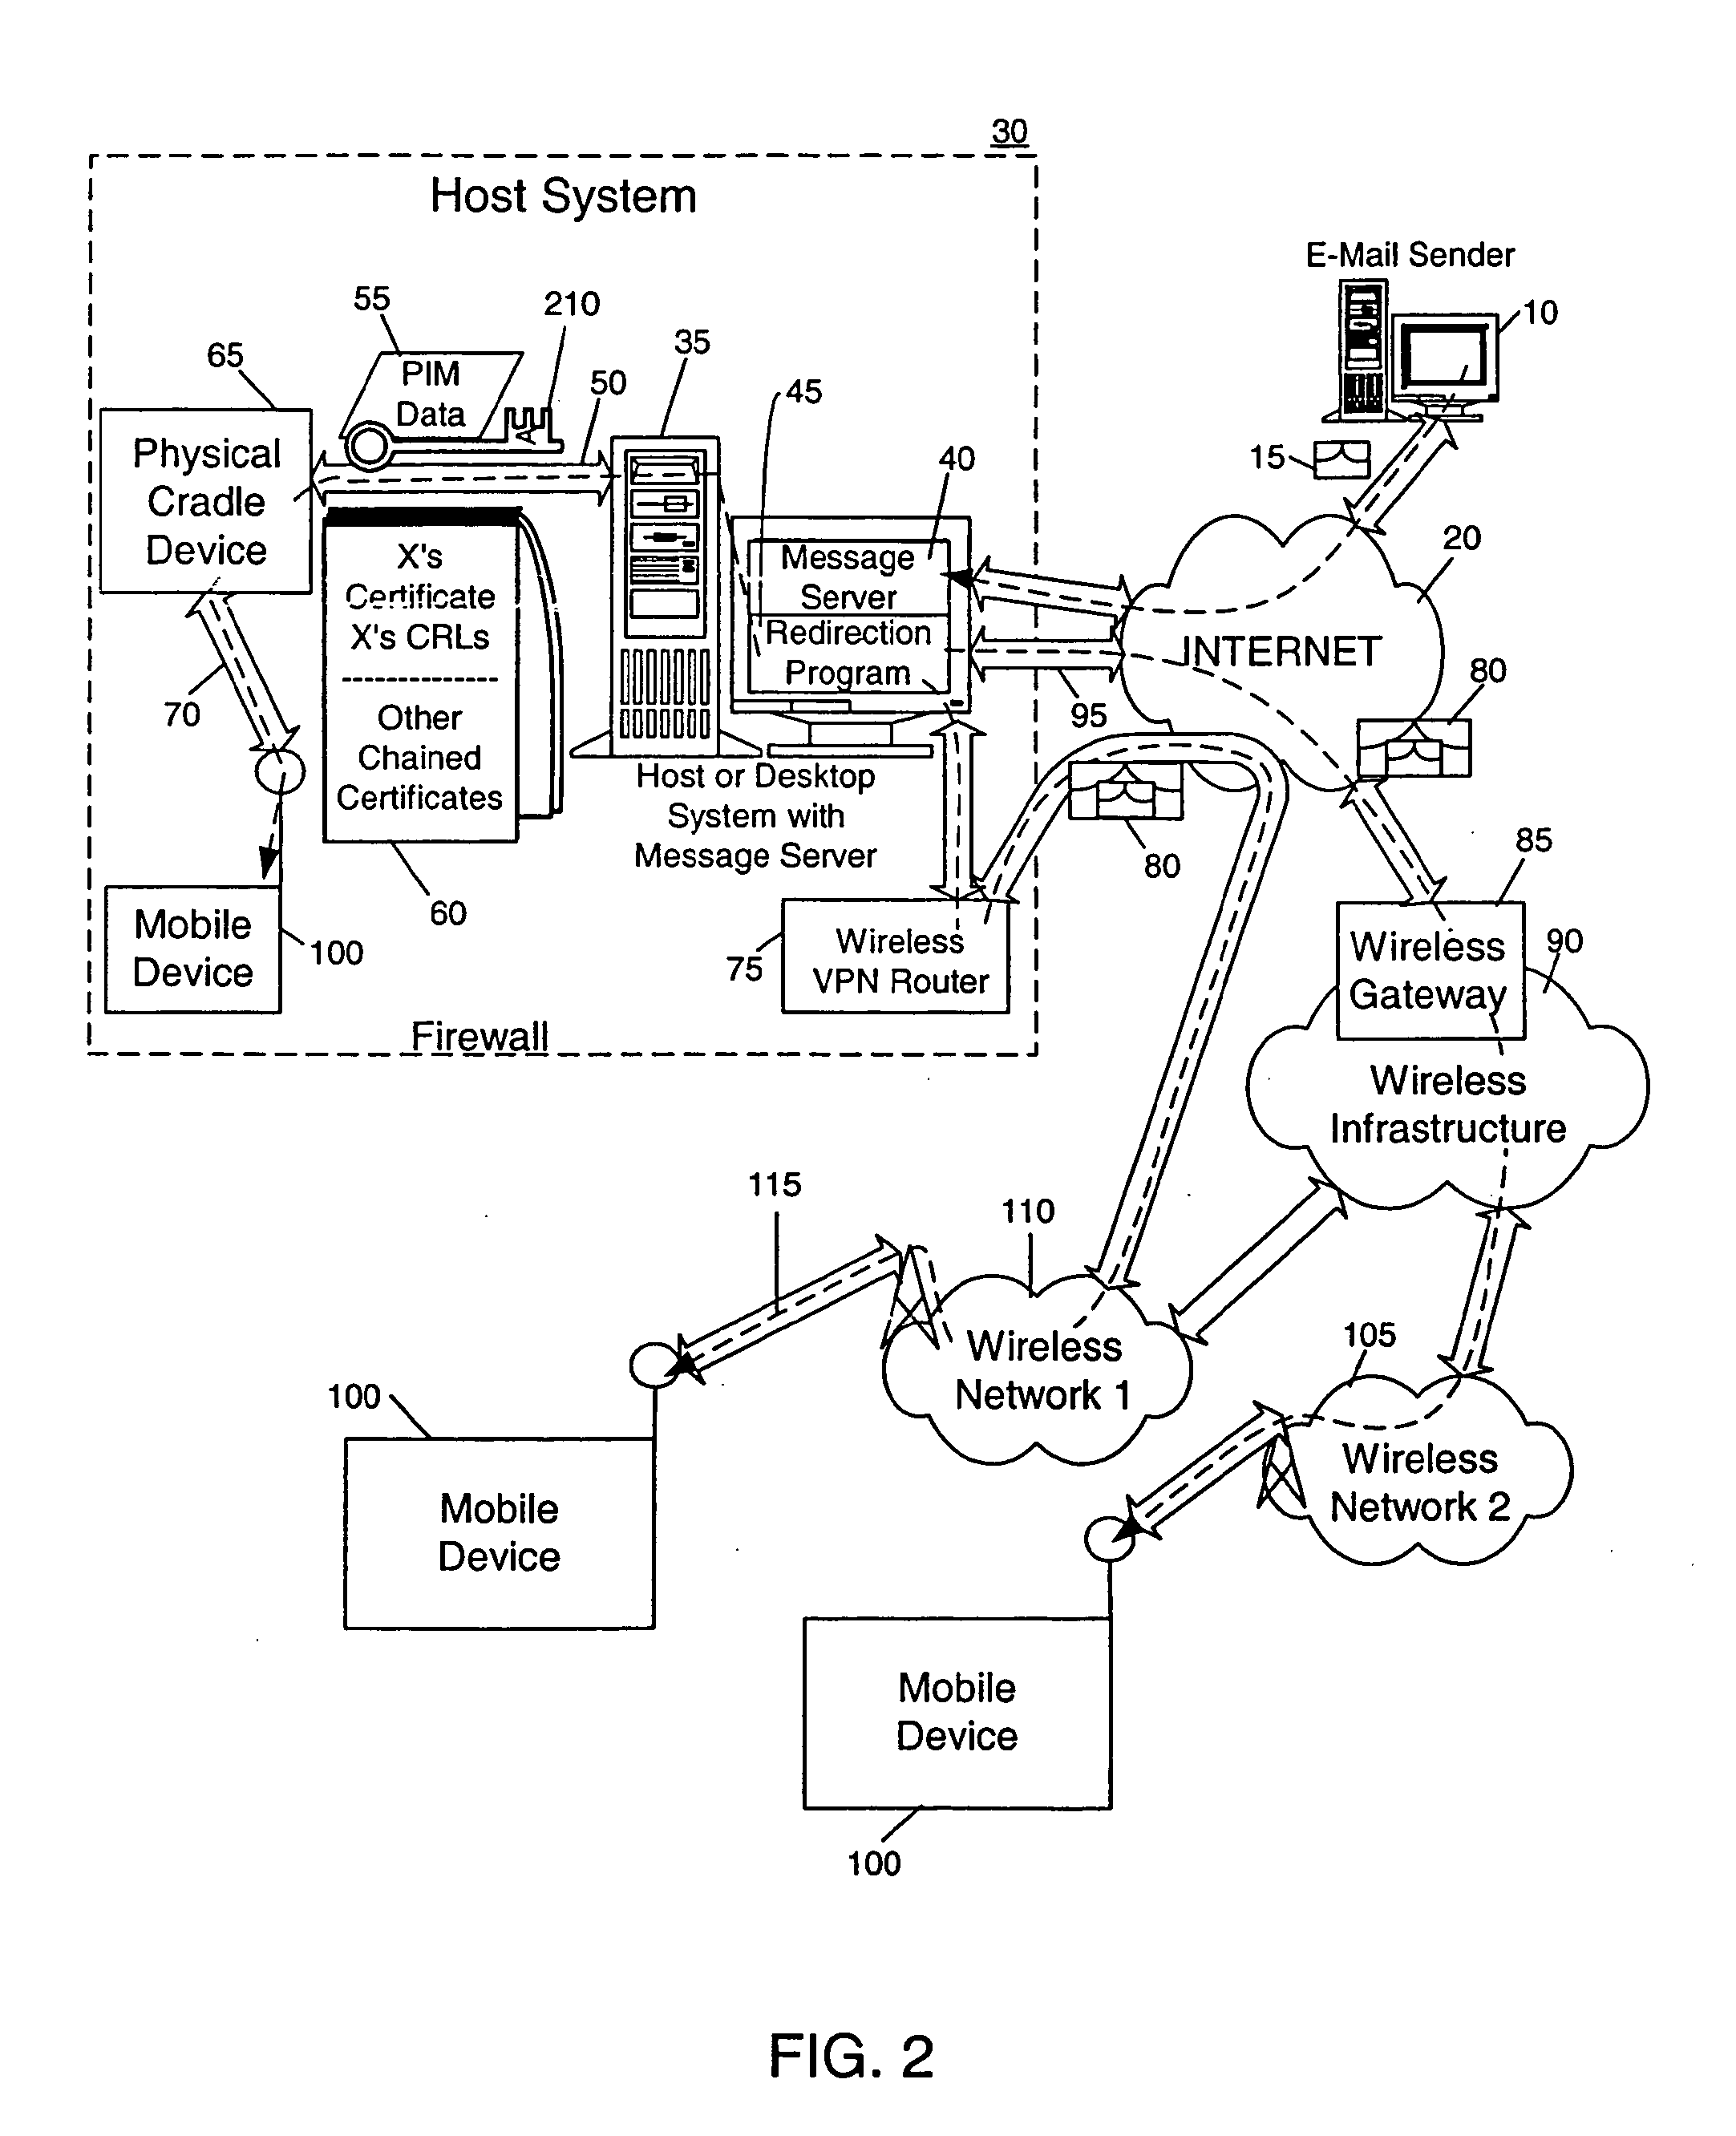 30
Host System
E-Mail Sender
10
15
55
210
65
PIM
Data
50
35
45
Physical
Cradle
Device
40
20
X's
Certificate
X's CRLs
Message
Server
Redirection
Program
INTERNET
70
Other
Chained
Certificates
95
80
Host or Desktop
System with
Message Server
80
85
60
Mobile
Device
100
75
Wireless
VPN Router
Wireless
Gateway
90
Firewall
Wireless
Infrastructure
115
110
105
Wireless
Network 1
100
Wireless
Network 2
Mobile
Device
Mobile
Device
100
FIG. 2